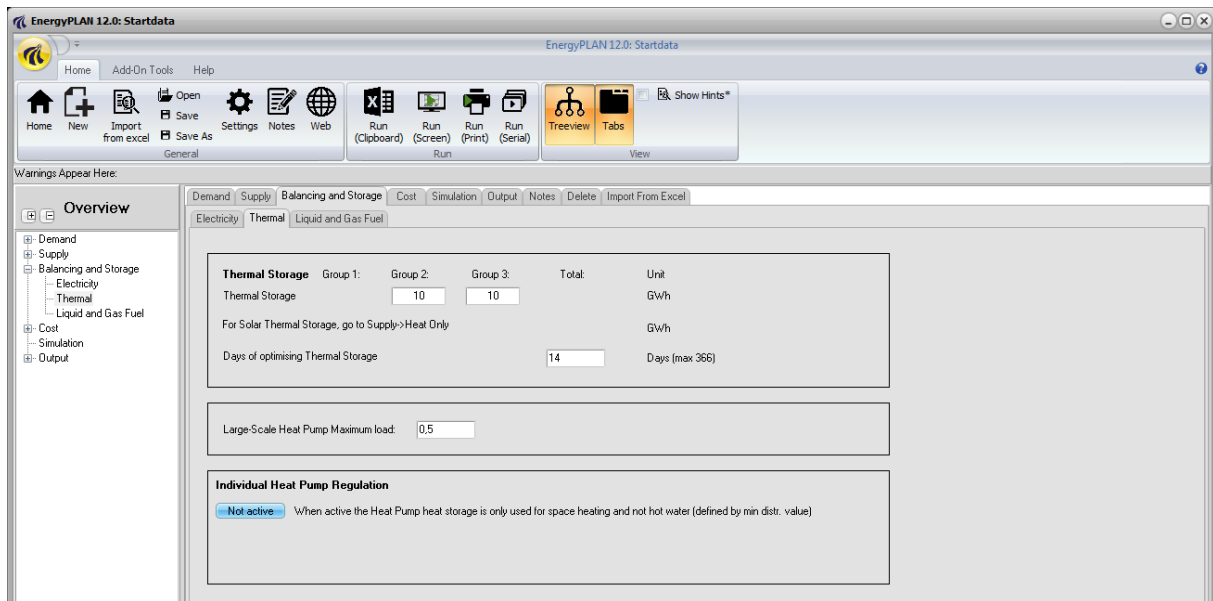 EnergyPLAN 12.0: Startdata
EnergyPLAN 12.0: Startdata
Home Add-On Tools Help
Home New Import from excel Open Save Save As Settings Notes Web Run (Clipboard) Run (Screen) Run (Print) Run (Serial) Treeview Tabs Show Hints*
General Run View
Warnings Appear Here:
Overview
Demand
Supply
Balancing and Storage
Electricity
Thermal
Liquid and Gas Fuel
Cost
Simulation
Output
Demand Supply Balancing and Storage Cost Simulation Output Notes Delete Import From Excel
Electricity Thermal Liquid and Gas Fuel
Thermal Storage Group 1: Group 2: Group 3: Total: Unit
Thermal Storage 10 10 GWh
For Solar Thermal Storage, go to Supply->Heat Only GWh
Days of optimising Thermal Storage 14 Days (max 366)
Large-Scale Heat Pump Maximum load: 0,5
Individual Heat Pump Regulation
Not active When active the Heat Pump heat storage is only used for space heating and not hot water (defined by min distr. value)